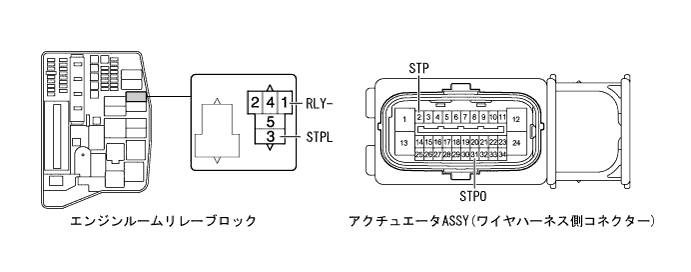 STP
2 4 1 RLY-
5
3 STPL
1 2 3 4 5 6 7 8 9 10 11 12
13 14 15 16 17 18 19 20 21 22 23 24
25 26 27 28 29 30 31 32 33 34
STPO
エンジンルームリレーブロック
アクチュエータASSY(ワイヤハーネス側コネクター)